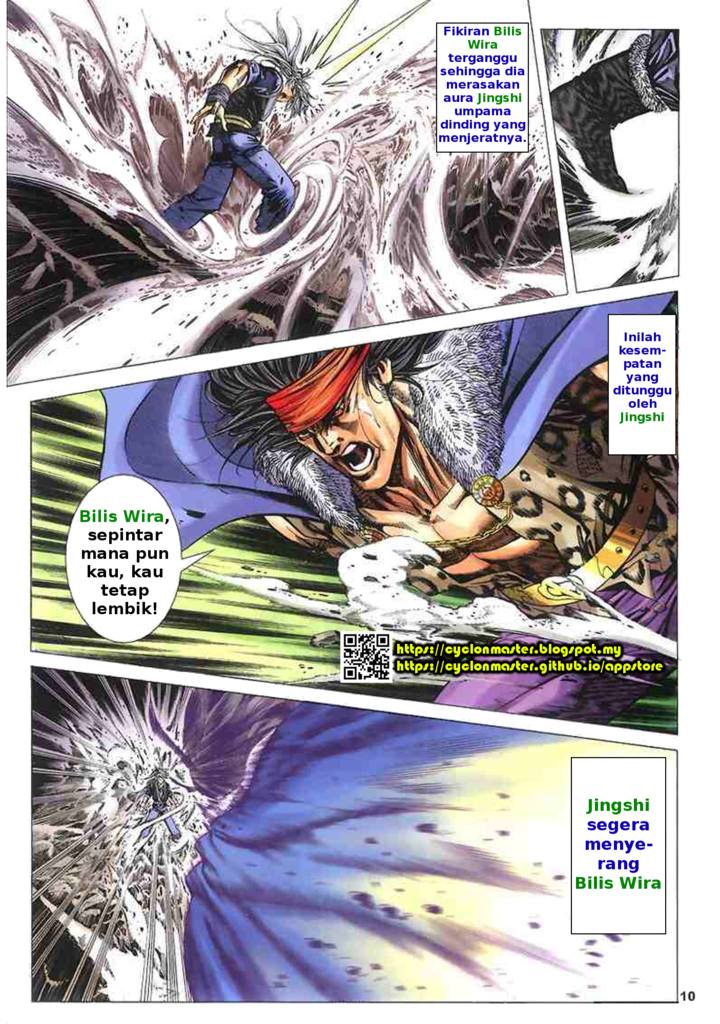 Fikiran Bilis
Wira
terganggu
sehingga dia
merasakan
aura Jingshi
umpama
dinding yang
menjeratnya.
Inilah
kesem-
patan
yang
ditunggu
oleh
Jingshi
Bilis Wira,
sepintar
mana pun
kau, kau
tetap
lembik!
https://cyclonmaster.blogspot.my
https://cyclonmaster.github.io/appstore
Jingshi
segera
menye-
rang
Bilis Wira
10